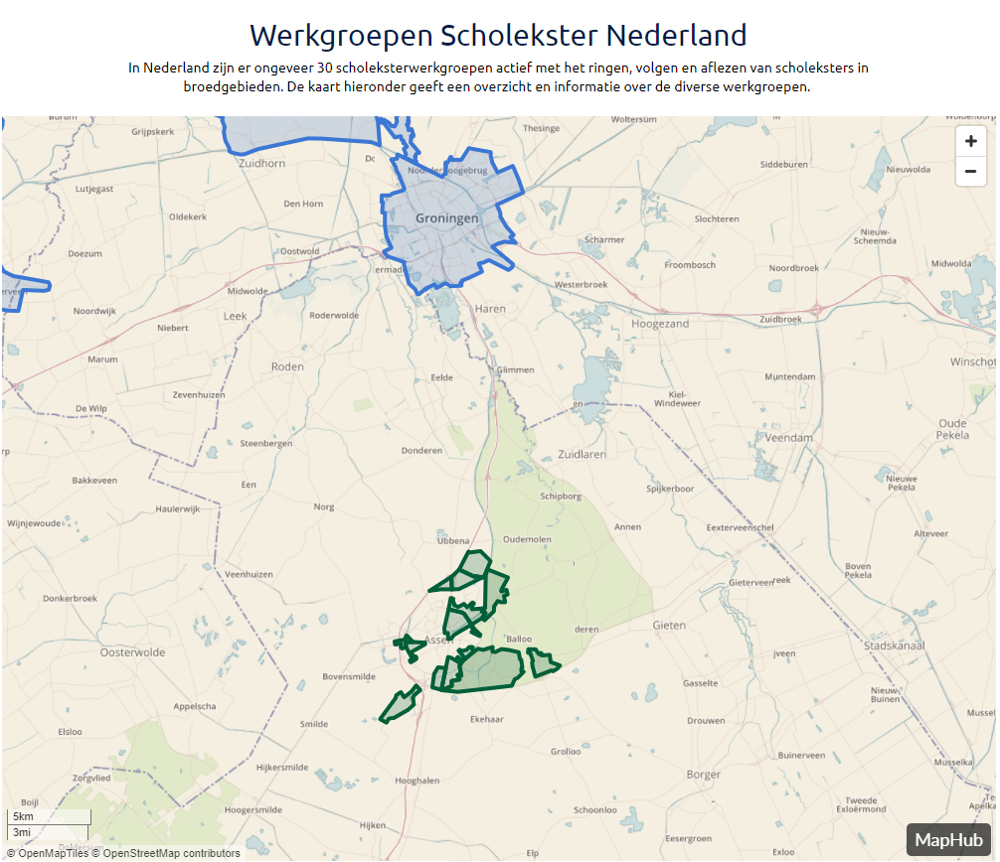 Werkgroepen Scholekster Nederland
In Nederland zijn er ongeveer 30 scholeksterwerkgroepen actief met het ringen, volgen en aflezen van scholeksters in
broedgebieden. De kaart hieronder geeft een overzicht en informatie over de diverse werkgroepen.
Woltersum
Grijpskerk
Thesinge
+
Zuidhorn
Siddeburen
Nieuwolda
−
Lutjegast
Den Horn
Oldekerk
Groningen
Slochteren
Nieuw-
Scheemda
Scharmer
Doezum
Oostwold
Froombosch
Noordbroek
Midwolda
Midwolde
Westerbroek
Noordwijk
Leek
Roderwolde
Haren
Hoogezand
Zuidbroek
Niebert
Marum
Roden
Eelde
Glimmen
Muntendam
Zevenhuizen
Kiel-
Windeweer
De Wilp
Oude
Pekela
Veendam
Steenbergen
Donderen
Zuidlaren
Bakkeveen
Een
Spijkerboor
Nieuwe
Pekela
Schipborg
Haulerwijk
Norg
Wijnjewoude
Annen
Eexterveenschel
Alteveer
Ubbena
Oudemolen
Boven
Pekela
Veenhuizen
Donkerbroek
Gieten
Assen
Balloo
Oosterwolde
Stadskanaal
Bovensmilde
Gasselte
Nieuw-
Buinen
Appelscha
Smilde
Ekehaar
Drouwen
Elsloo
Grolloo
Buinerveen
Musselka
Hijkersmilde
Zorgvlied
Hooghalen
Borger
Boijl
Hoogersmilde
Schoonloo
Tweede
Exloërmond
5km
3mi
Hijken
MapHub
Elp
Exloo
© OpenMapTiles © OpenStreetMap contributors